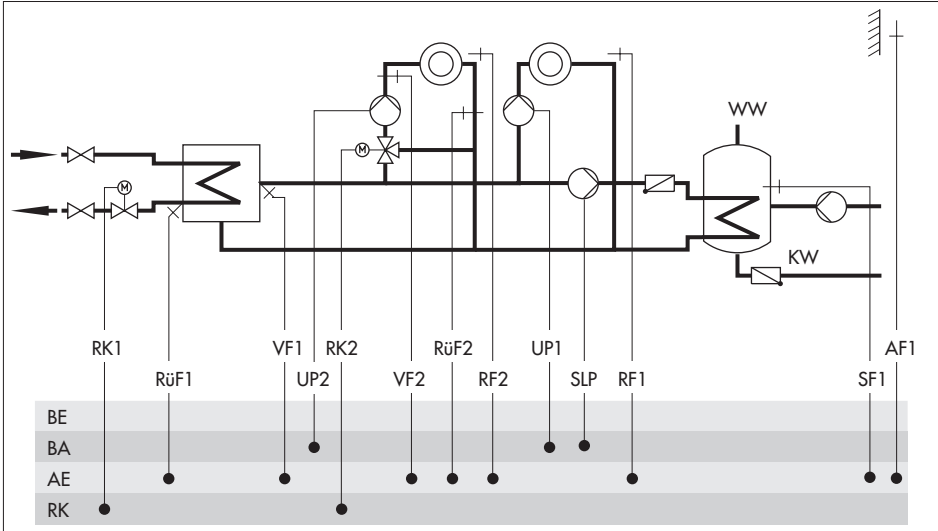 WW
M
M
KW
RK1 VF1 RK2 RüF2 UP1 AF1
RüF1 UP2 VF2 RF2 SLP RF1 SF1
BE
BA
AE
RK